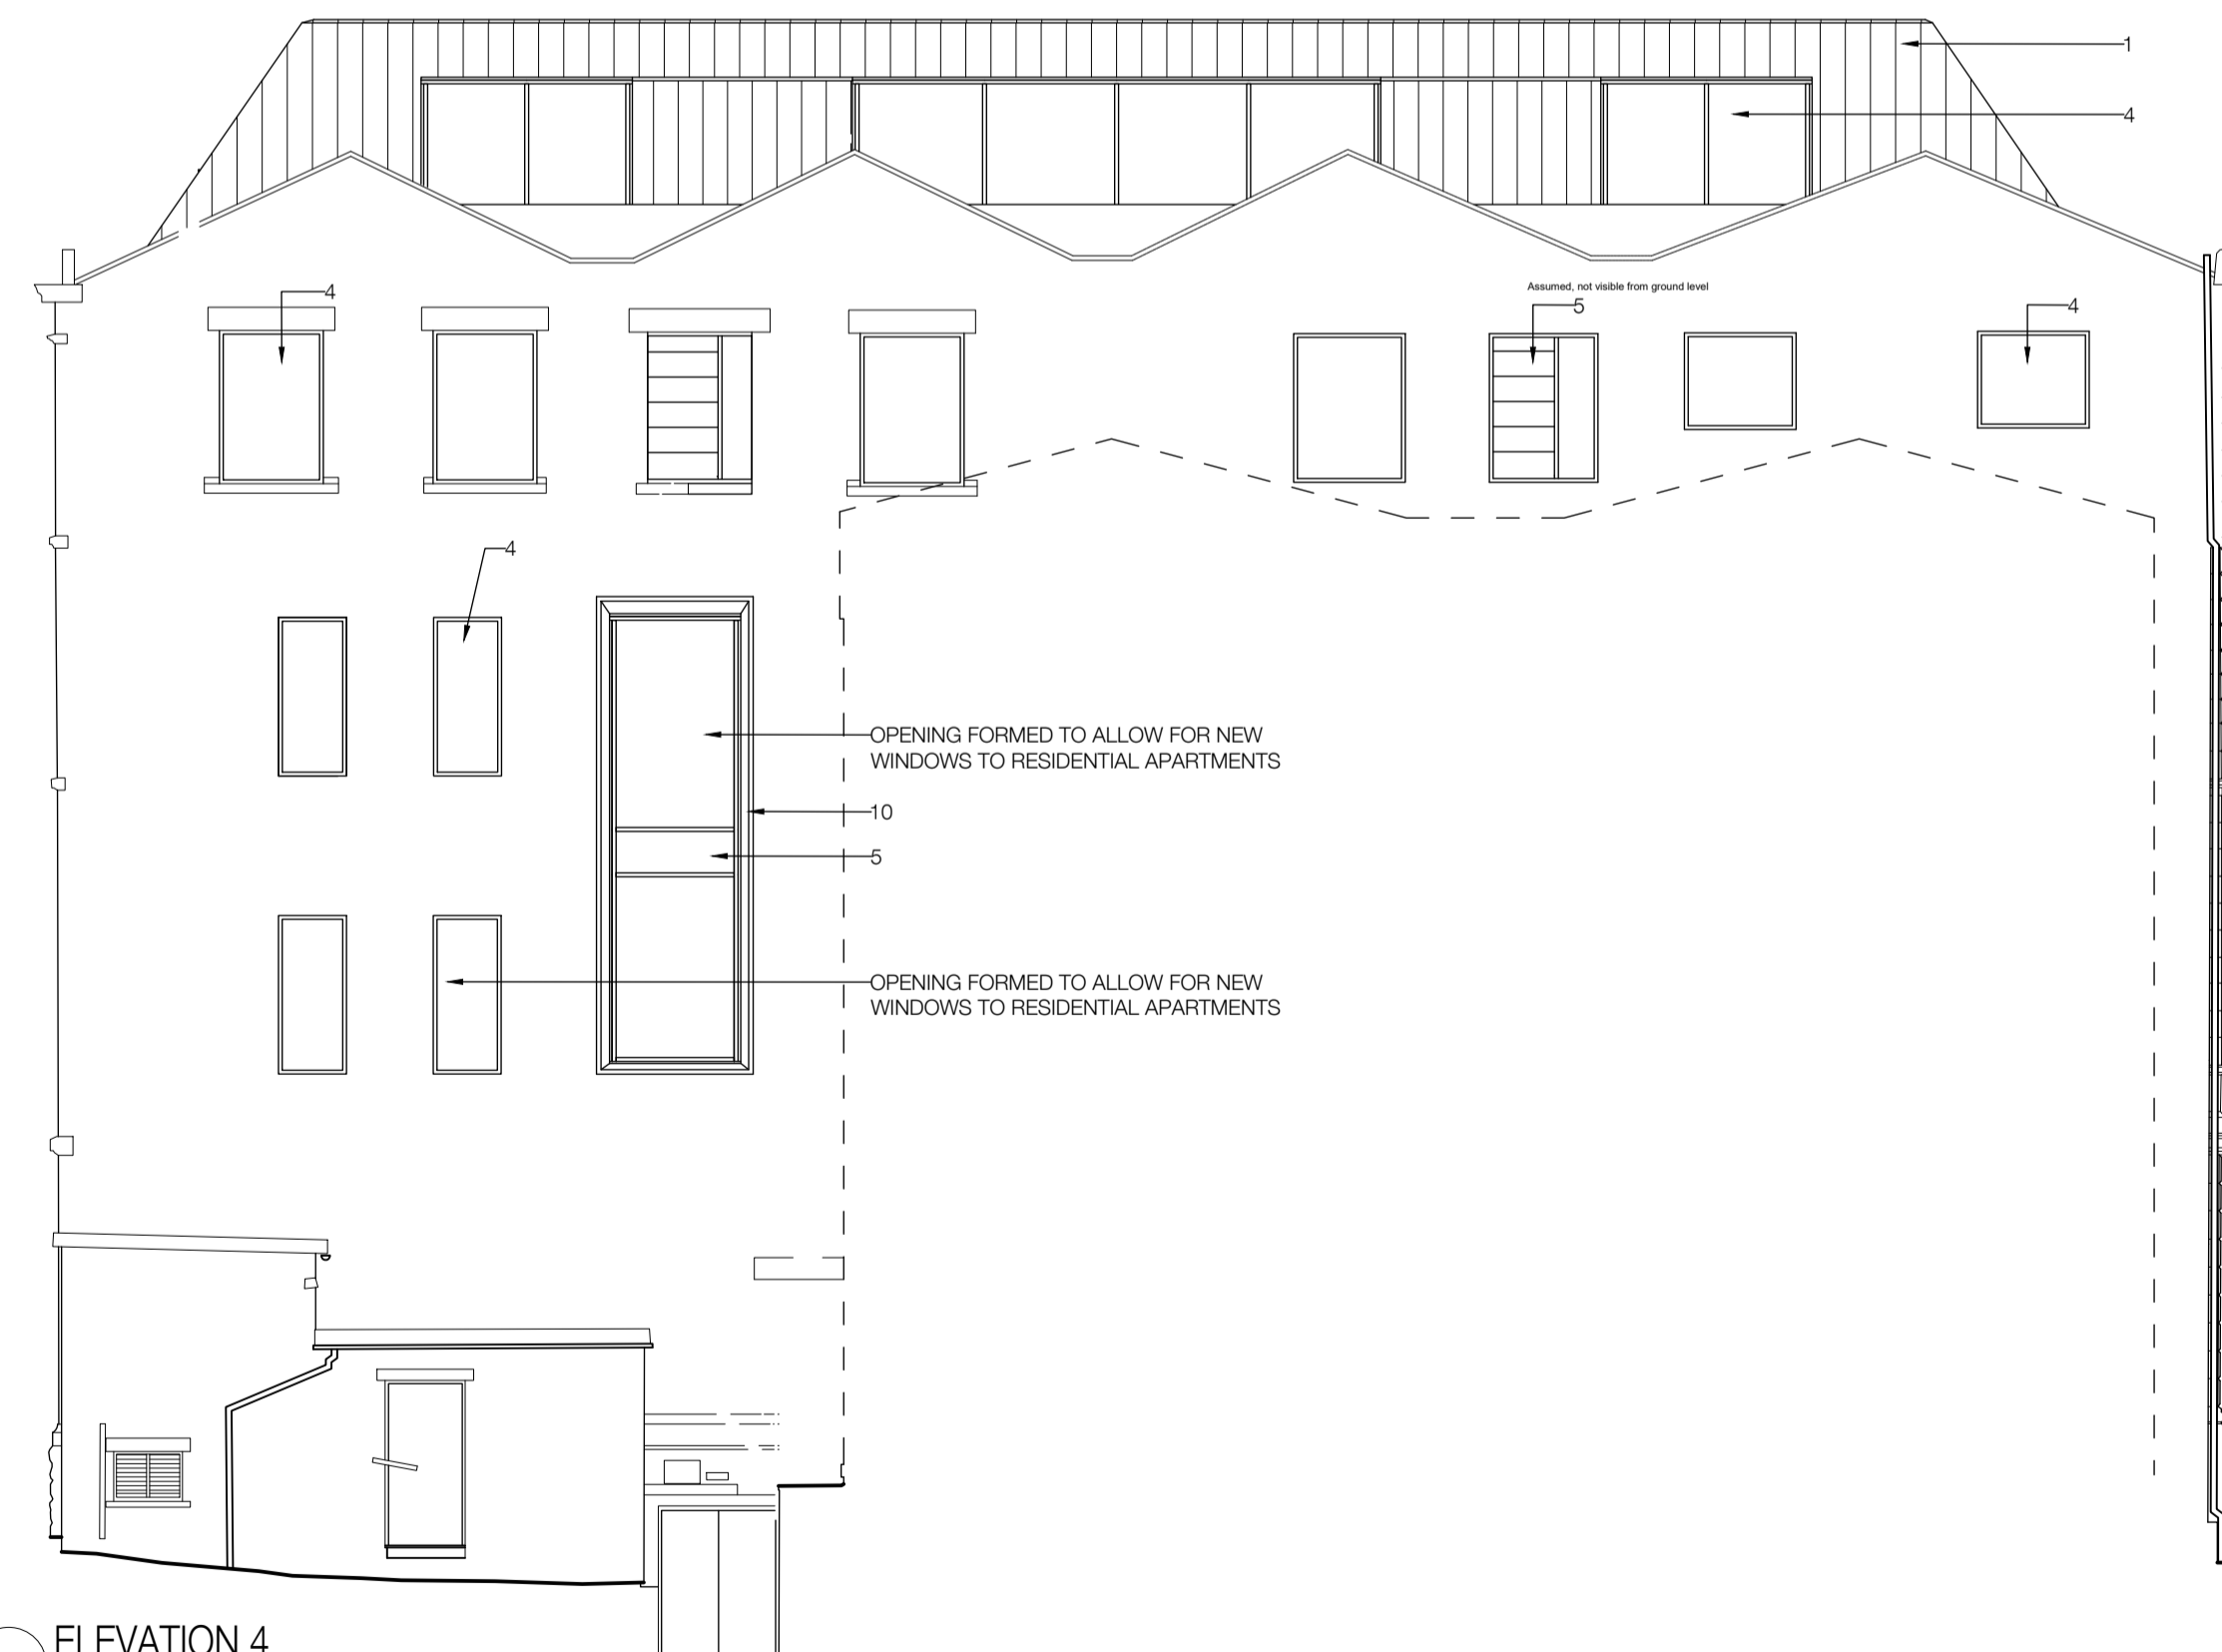 1
4
Assumed, not visible from ground level
4
5
4
4
OPENING FORMED TO ALLOW FOR NEW
WINDOWS TO RESIDENTIAL APARTMENTS
10
5
OPENING FORMED TO ALLOW FOR NEW
WINDOWS TO RESIDENTIAL APARTMENTS
ELEVATION 4